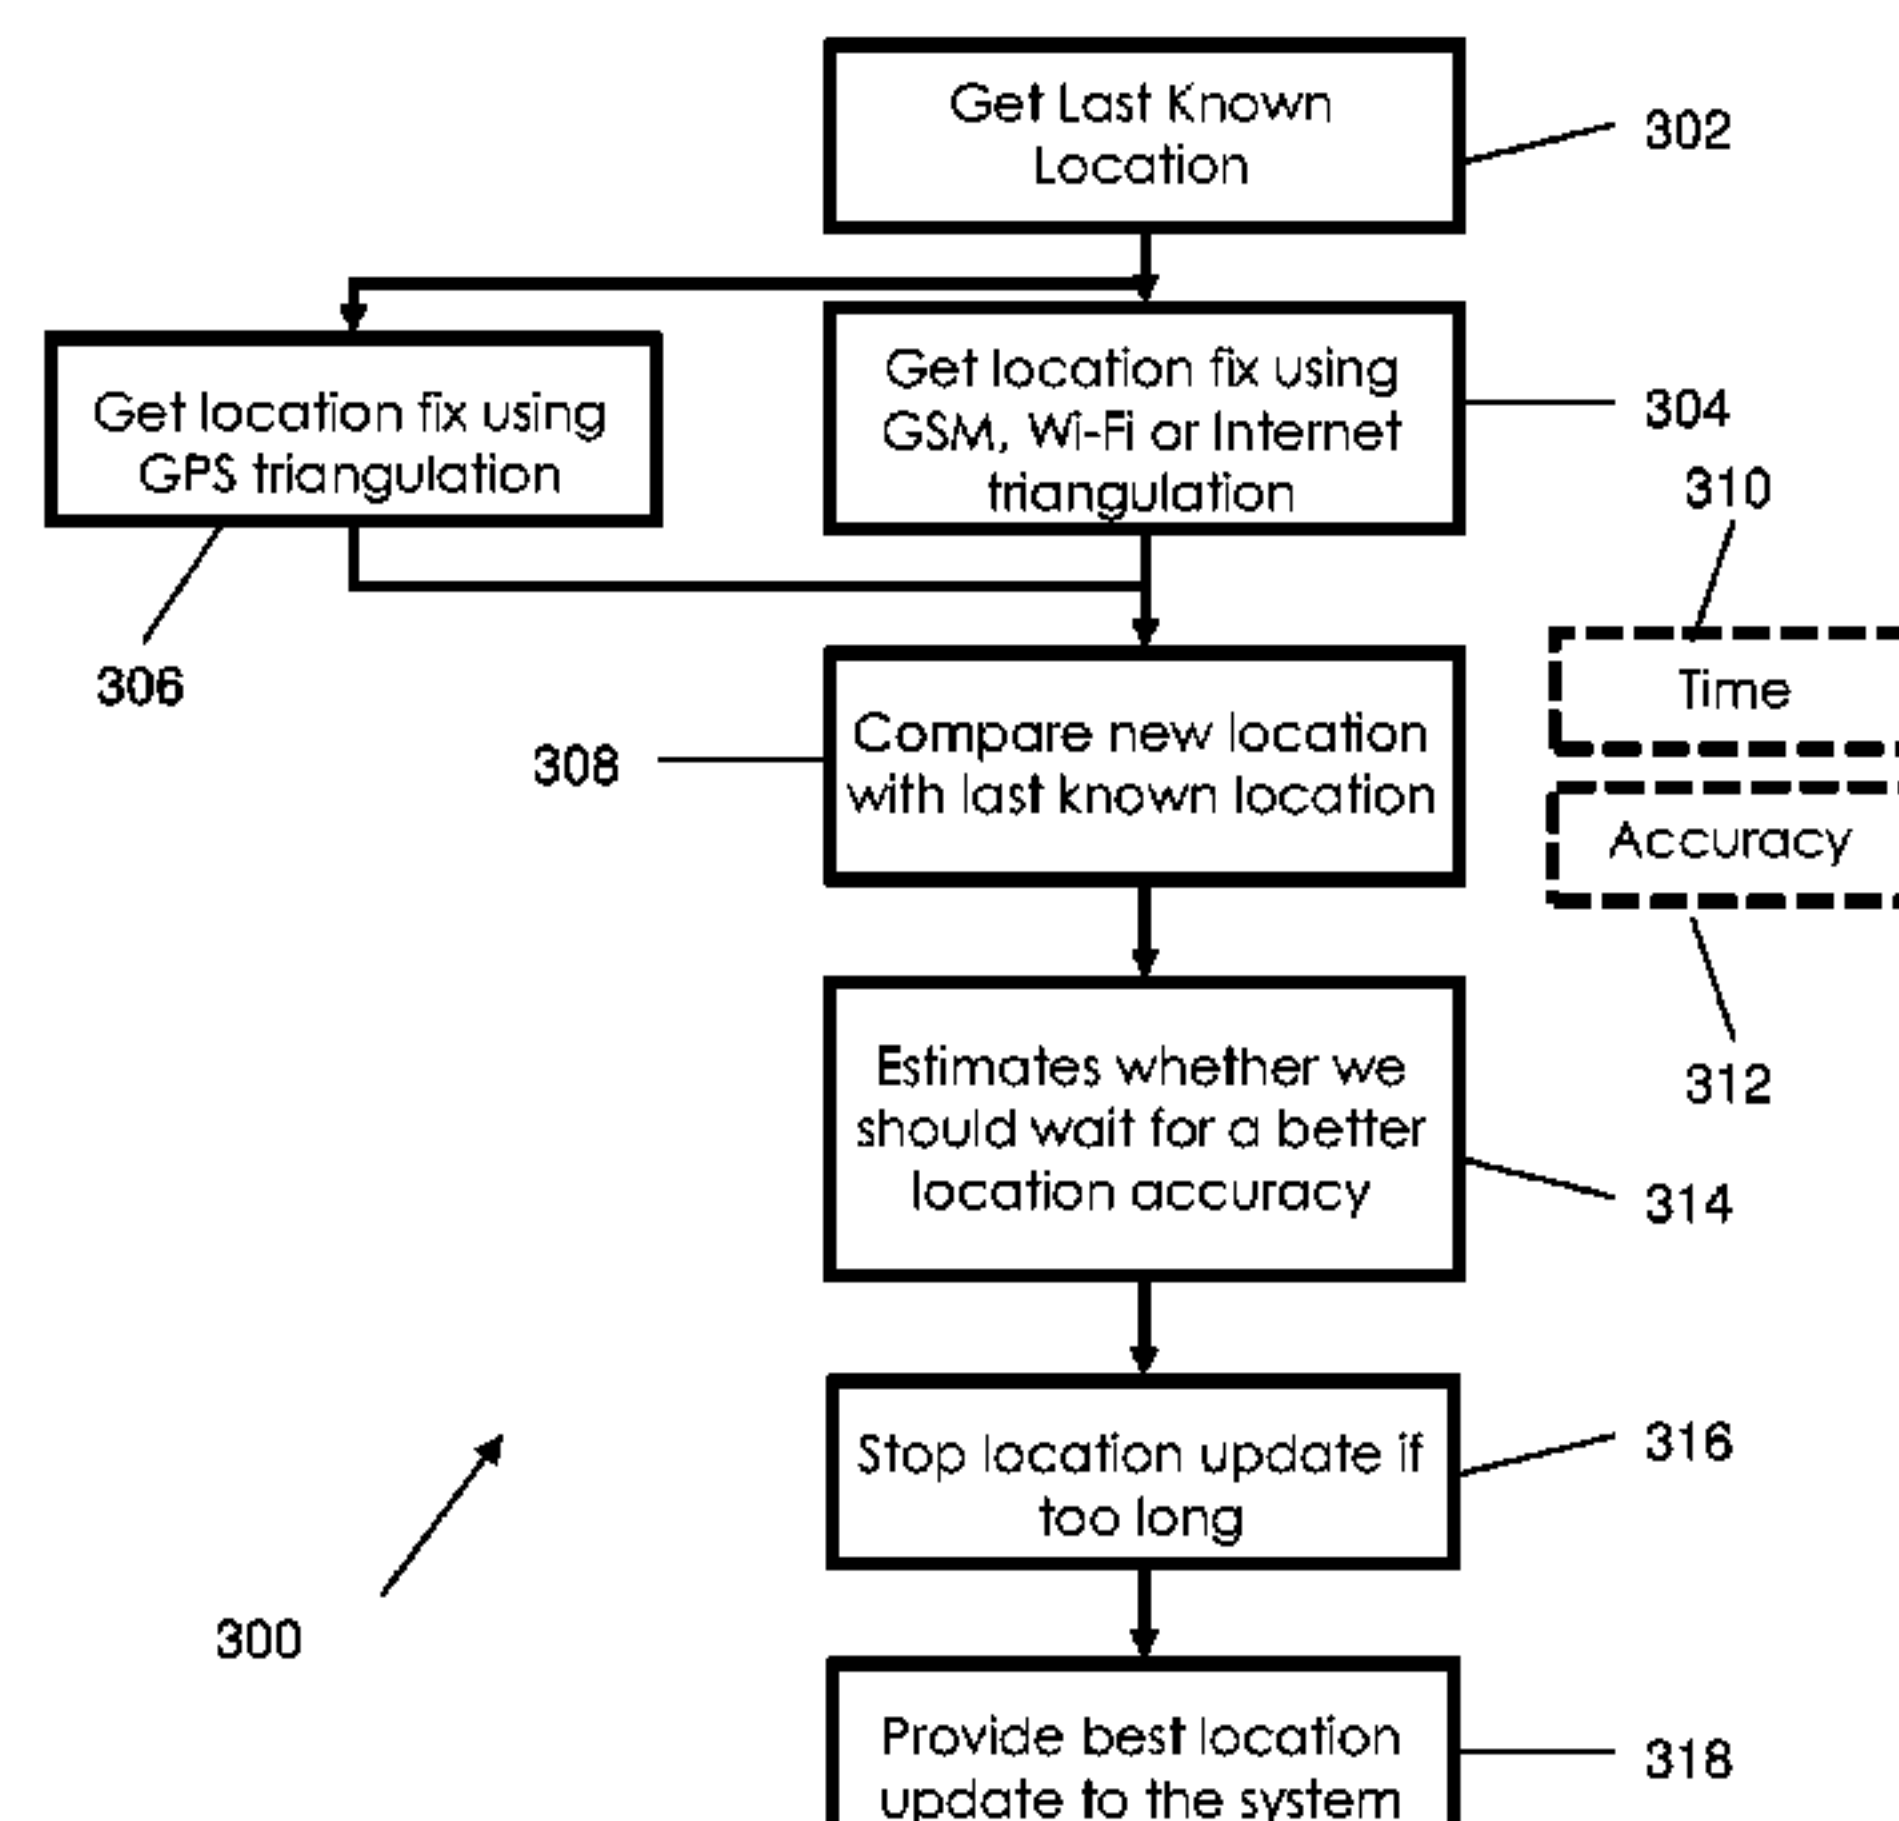 Get Last Known
Location
302
Get location fix using
GPS triangulation
306
Get location fix using
GSM, Wi-Fi or Internet
triangulation
304
310
Time
Accuracy
312
308
Compare new location
with last known location
Estimates whether we
should wait for a better
location accuracy
314
Stop location update if
too long
316
300
Provide best location
update to the system
318